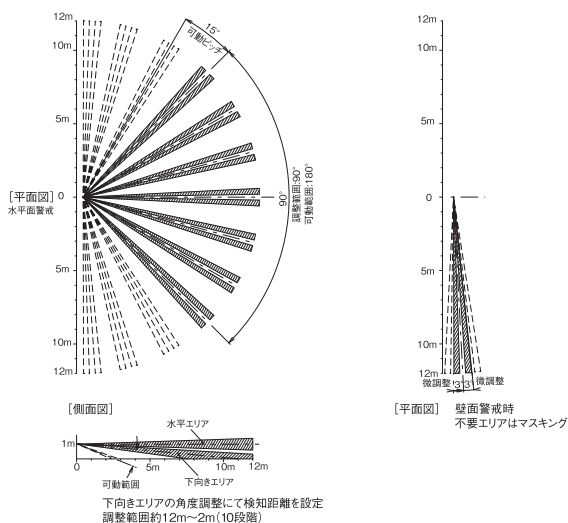 12m
10m
5m
0
5m
10m
12m
[平面図]
水平面警戒
15°
可動ピッチ
90°
調整範囲:90°
可動範囲:180°
12m
10m
5m
0
5m
10m
12m
微調整
3°
3°
微調整
[平面図] 壁面警戒時
不要エリアはマスキング
[側面図]
水平エリア
1m
0
5m
10m
12m
可動範囲
下向きエリア
下向きエリアの角度調整にて検知距離を設定
調整範囲約12m〜2m(10段階)